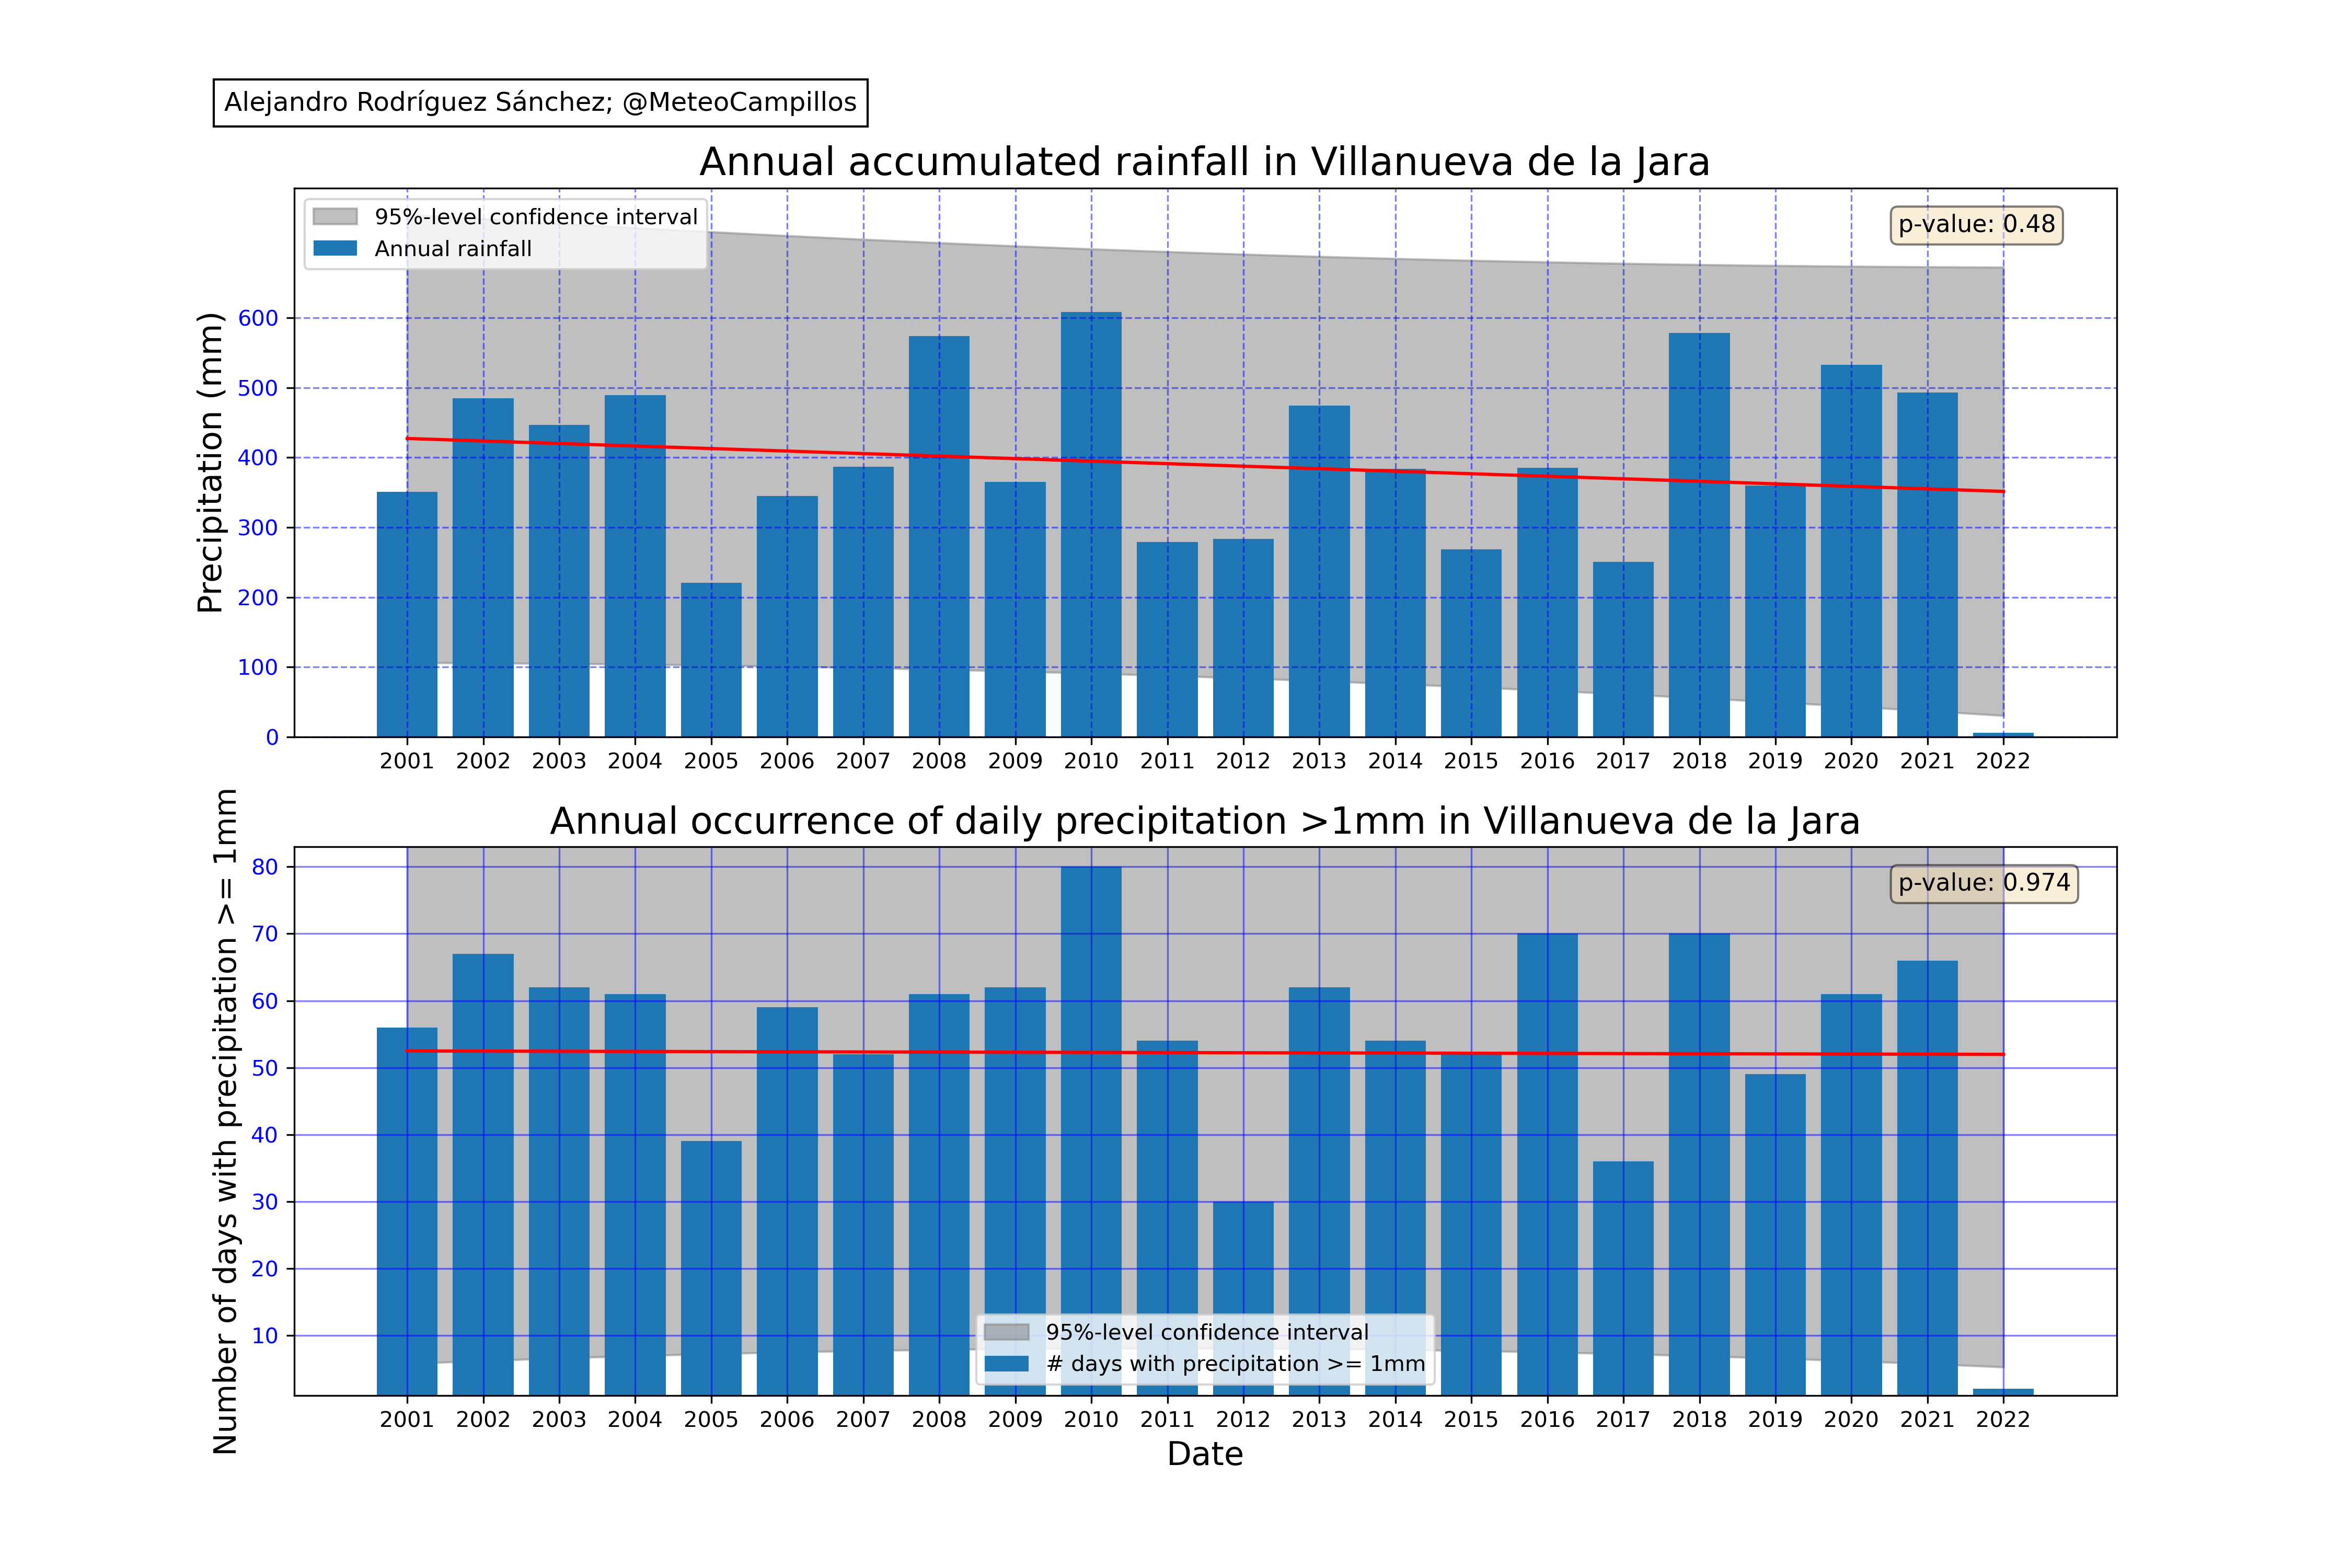 Alejandro Rodríguez Sánchez; @MeteoCampillos
Annual accumulated rainfall in Villanueva de la Jara
95%-level confidence interval
Annual rainfall
p-value: 0.48
Precipitation (mm)
600
500
400
300
200
100
0
2001 2002 2003 2004 2005 2006 2007 2008 2009 2010 2011 2012 2013 2014 2015 2016 2017 2018 2019 2020 2021 2022
Annual occurrence of daily precipitation >1mm in Villanueva de la Jara
p-value: 0.974
Number of days with precipitation >= 1mm
80
70
60
50
40
30
20
10
95%-level confidence interval
# days with precipitation >= 1mm
2001 2002 2003 2004 2005 2006 2007 2008 2009 2010 2011 2012 2013 2014 2015 2016 2017 2018 2019 2020 2021 2022
Date